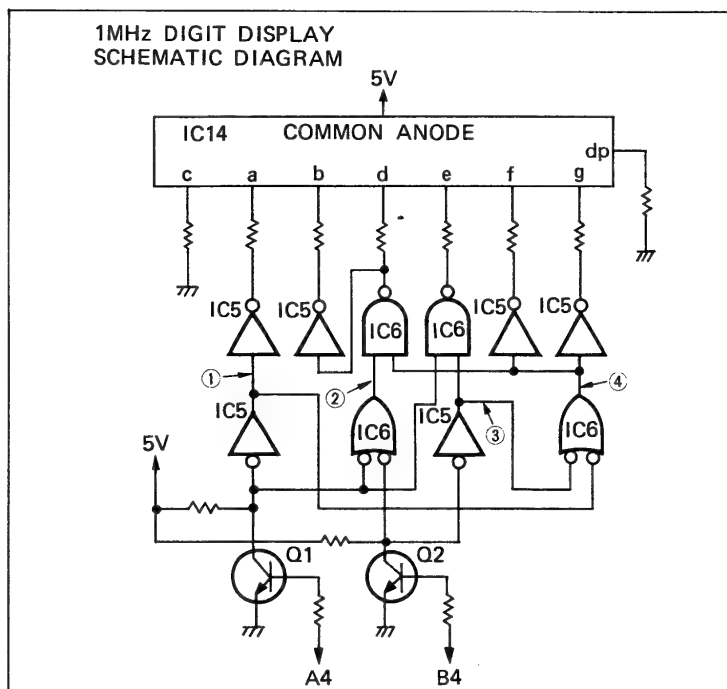 1MHz DIGIT DISPLAY
SCHEMATIC DIAGRAM
5V
IC14 COMMON ANODE
dp
c a b d e f g
IC5 IC5 IC6 IC6 IC5 IC5
① ② ④
IC5 IC6 IC5 ③ IC6
5V
Q1 Q2
A4 B4